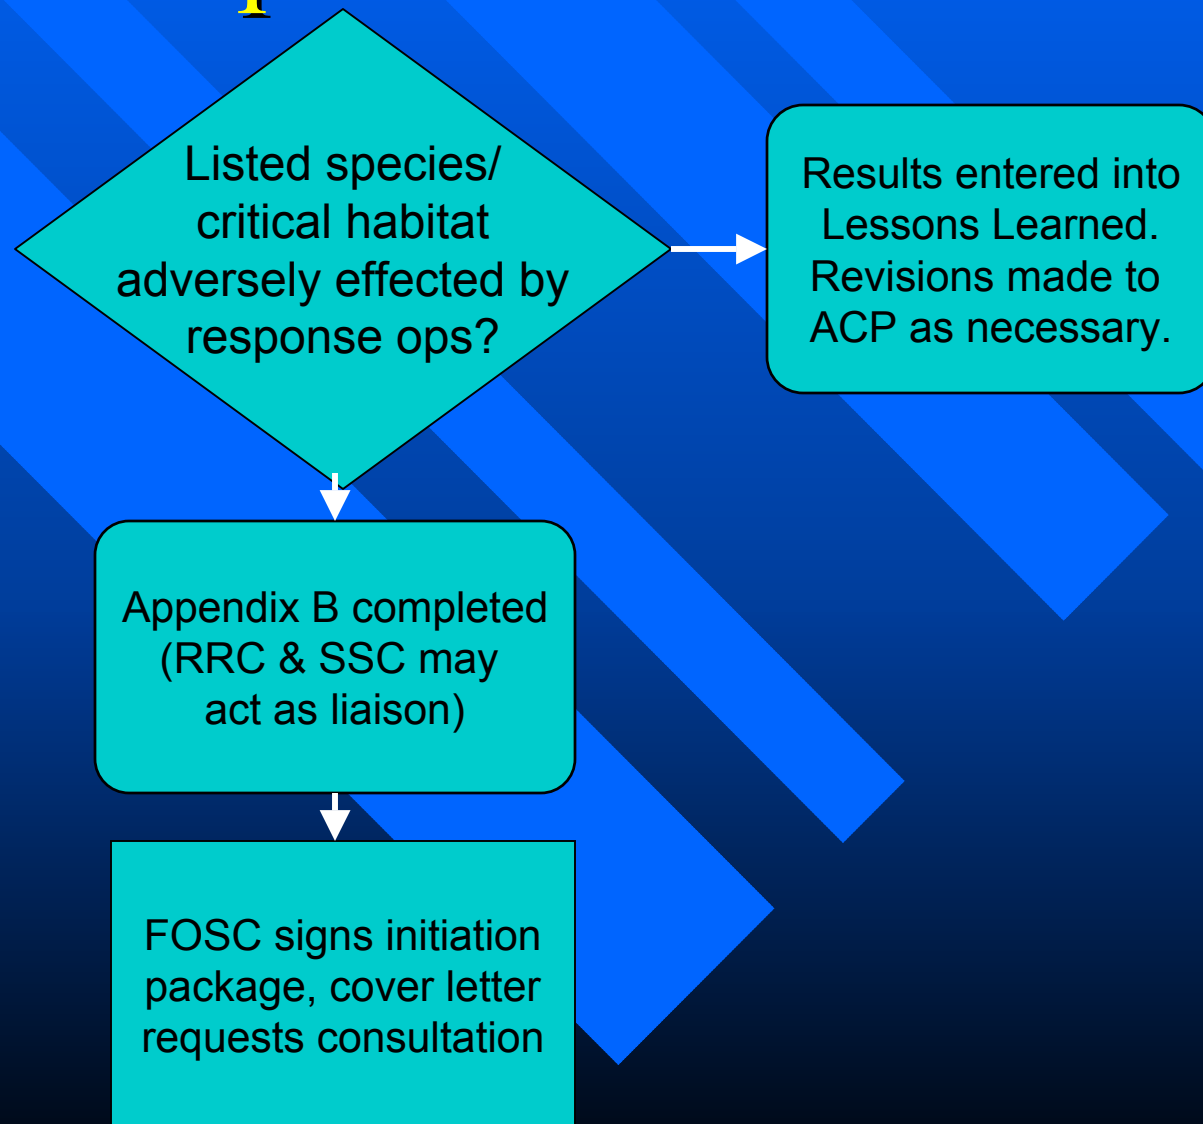 Listed species/
critical habitat
adversely effected by
response ops?
Results entered into
Lessons Learned.
Revisions made to
ACP as necessary.
Appendix B completed
(RRC & SSC may
act as liaison)
FOSC signs initiation
package, cover letter
requests consultation